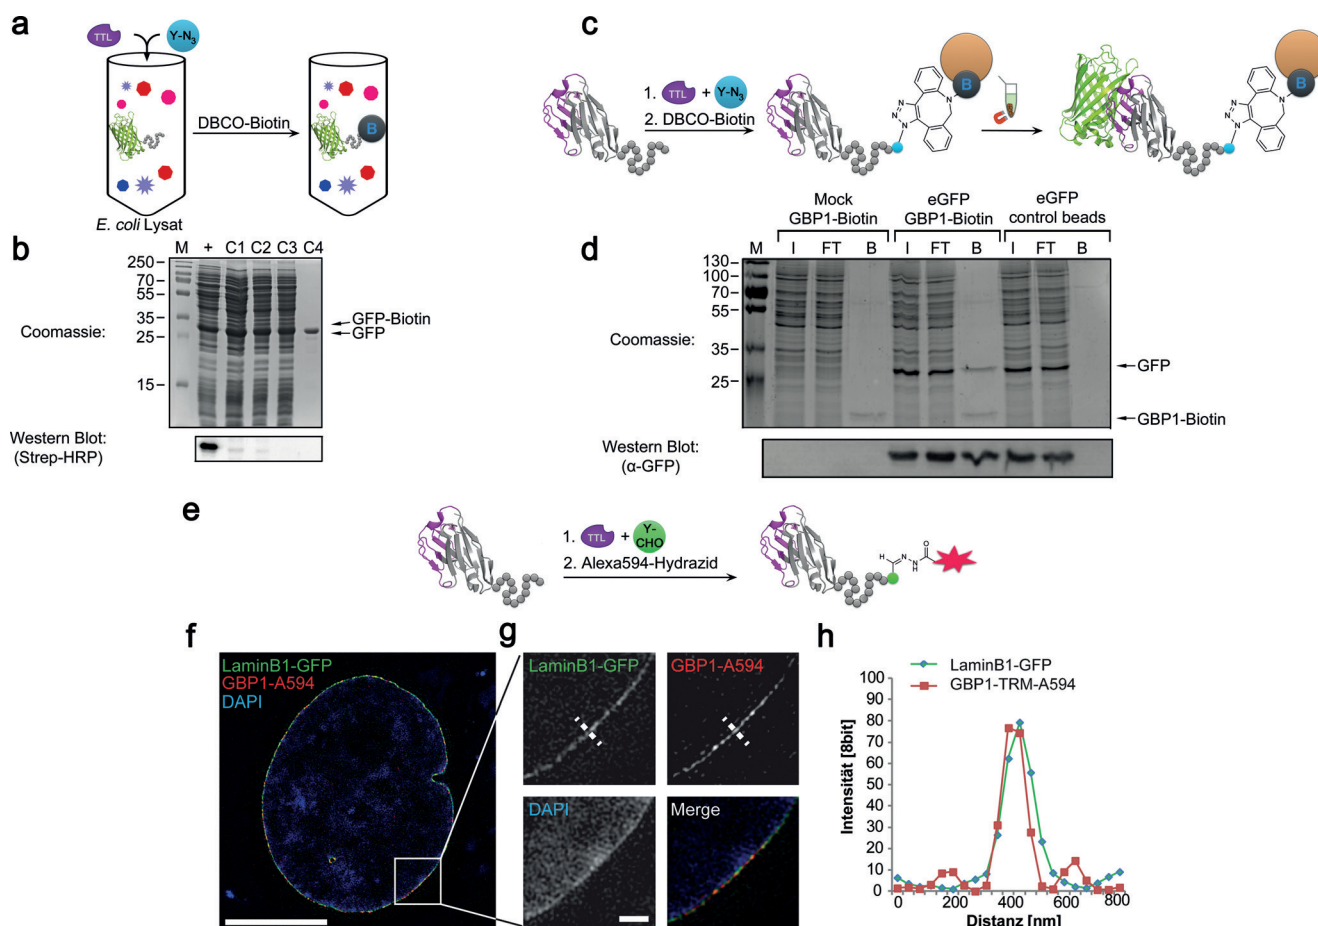 a
TTL
Y-N3
DBCO-Biotin
B
E. coli Lysat
b
M + C1 C2 C3 C4
250
70
55
35
25
15
Coomassie:
GFP-Biotin
GFP
Western Blot:
(Strep-HRP)
c
1. TTL + Y-N3
2. DBCO-Biotin
N
N
N
N
B
N
N
N
N
B
d
Mock
GBP1-Biotin
eGFP
GBP1-Biotin
eGFP
control beads
M I FT B I FT B I FT B
130
100
70
55
35
25
Coomassie:
GFP
GBP1-Biotin
Western Blot:
(α-GFP)
e
1. TTL + Y-CHO
2. Alexa594-Hydrazid
H
N
N
H
O
f
LaminB1-GFP
GBP1-A594
DAPI
g
LaminB1-GFP
GBP1-A594
DAPI
Merge
h
LaminB1-GFP
GBP1-TRM-A594
Intensität [8bit]
100
90
80
70
60
50
40
30
20
10
0
0 200 400 600 800
Distanz [nm]